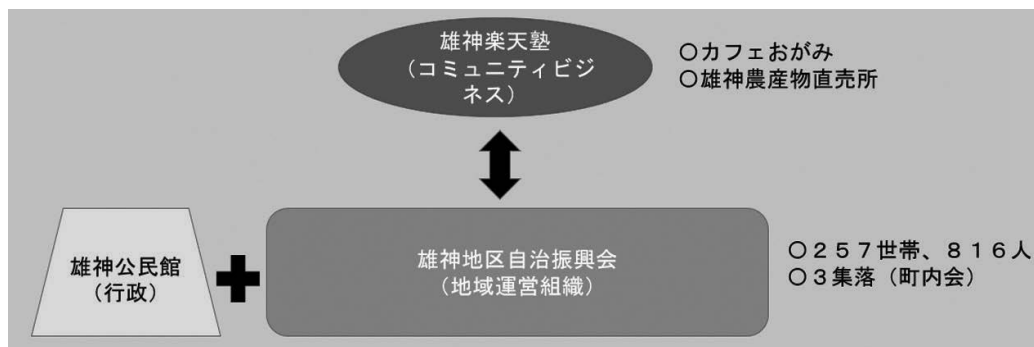 雄神楽天塾
（コミュニティビジ
ネス）
○カフェおがみ
○雄神農産物直売所
雄神公民館
（行政）
雄神地区自治振興会
（地域運営組織）
○２５７世帯、８１６人
○３集落（町内会）